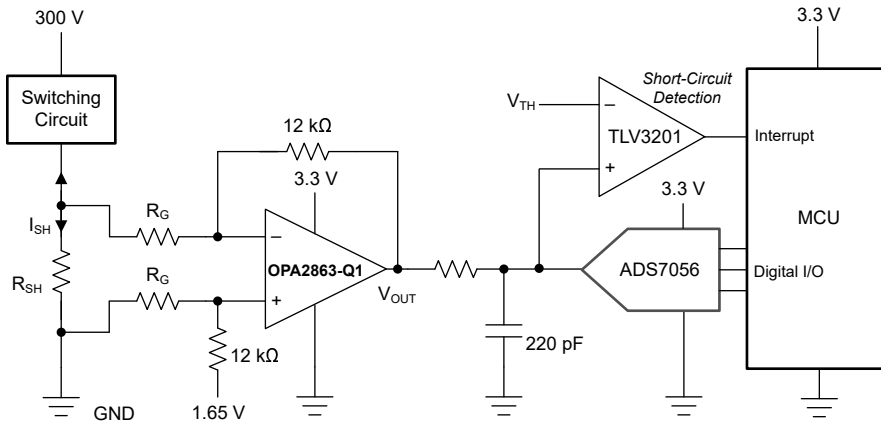 300 V
Switching
Circuit
I_SH
R_SH
R_G
R_G
12 kΩ
3.3 V
−
OPA2863-Q1
+
V_OUT
12 kΩ
1.65 V
GND
220 pF
V_TH
Short-Circuit
Detection
−
TLV3201
+
3.3 V
ADS7056
3.3 V
Interrupt
MCU
Digital I/O